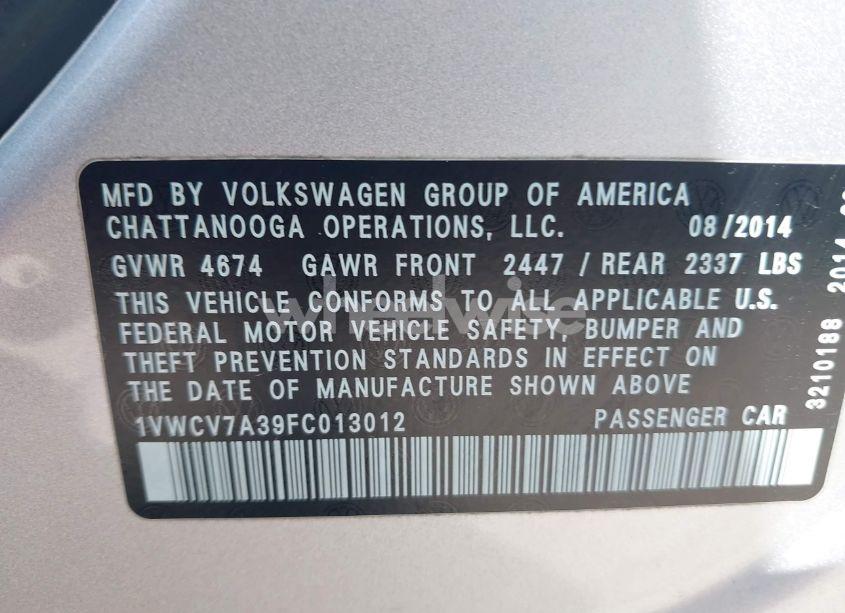 MFD BY VOLKSWAGEN GROUP OF AMERICA
CHATTANOOGA OPERATIONS, LLC. 08/2014
GVWR 4674 GAWR FRONT 2447 / REAR 2337 LBS
THIS VEHICLE CONFORMS TO ALL APPLICABLE U.S.
FEDERAL MOTOR VEHICLE SAFETY, BUMPER AND
THEFT PREVENTION STANDARDS IN EFFECT ON
THE DATE OF MANUFACTURE SHOWN ABOVE
1VWCV7A39FC013012 PASSENGER CAR
3210188 2014